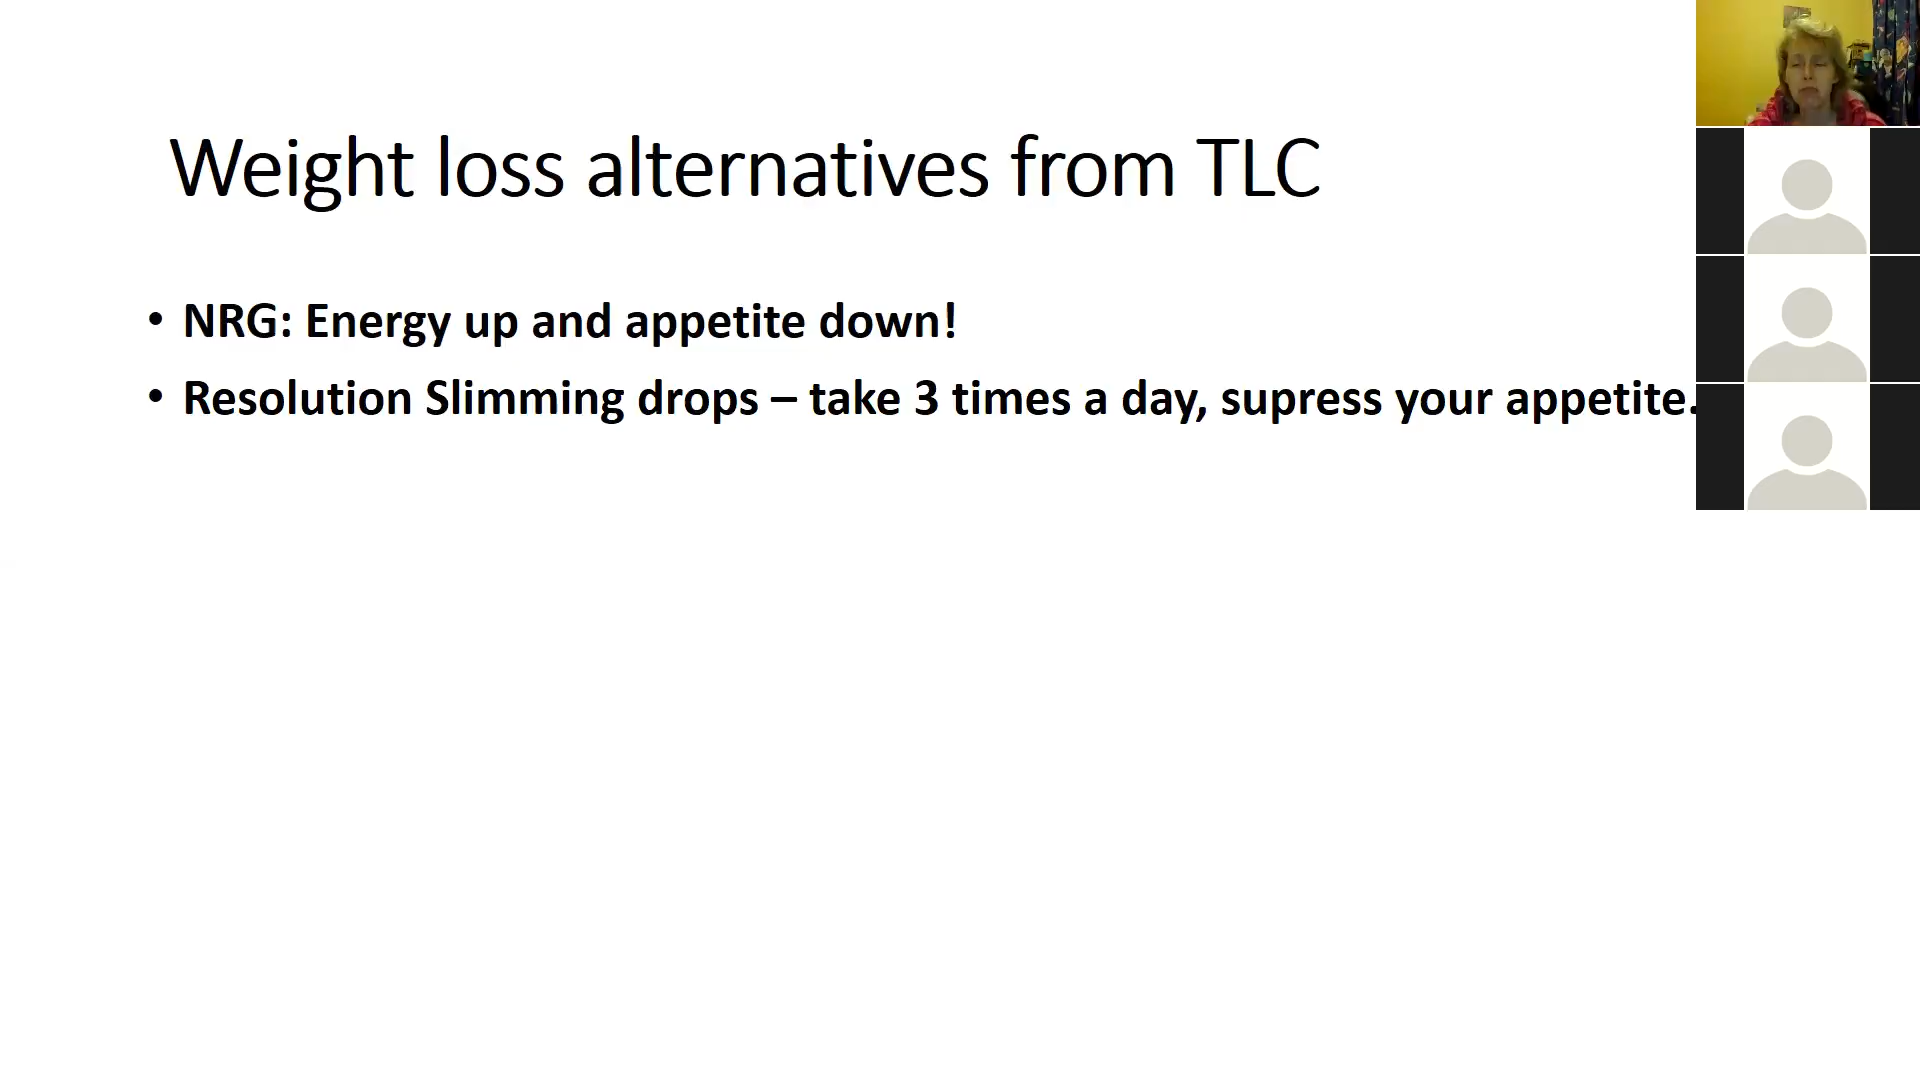 Weight loss alternatives from TLC
• NRG: Energy up and appetite down!
• Resolution Slimming drops – take 3 times a day, supress your appetite.